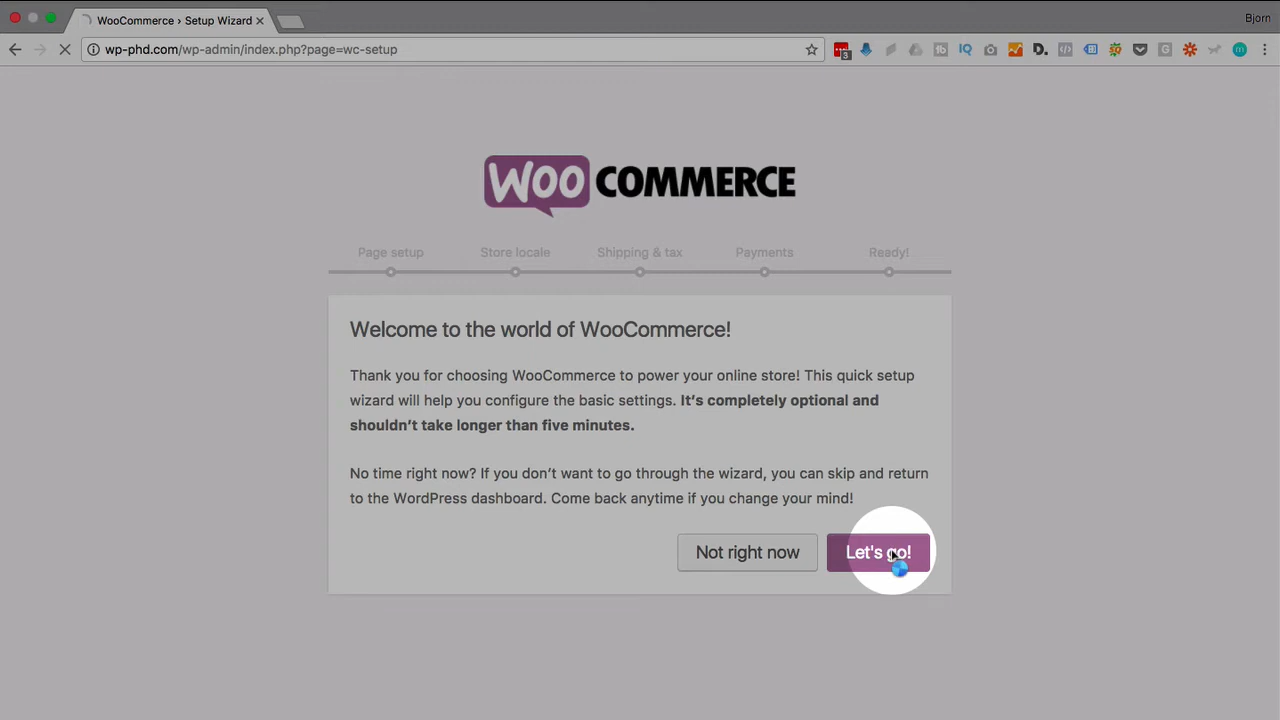 WooCommerce › Setup Wizard
Bjorn
wp-phd.com/wp-admin/index.php?page=wc-setup
3
WOO COMMERCE
Page setup
Store locale
Shipping & tax
Payments
Ready!
Welcome to the world of WooCommerce!
Thank you for choosing WooCommerce to power your online store! This quick setup
wizard will help you configure the basic settings. It’s completely optional and
shouldn’t take longer than five minutes.
No time right now? If you don’t want to go through the wizard, you can skip and return
to the WordPress dashboard. Come back anytime if you change your mind!
Not right now
Let's go!